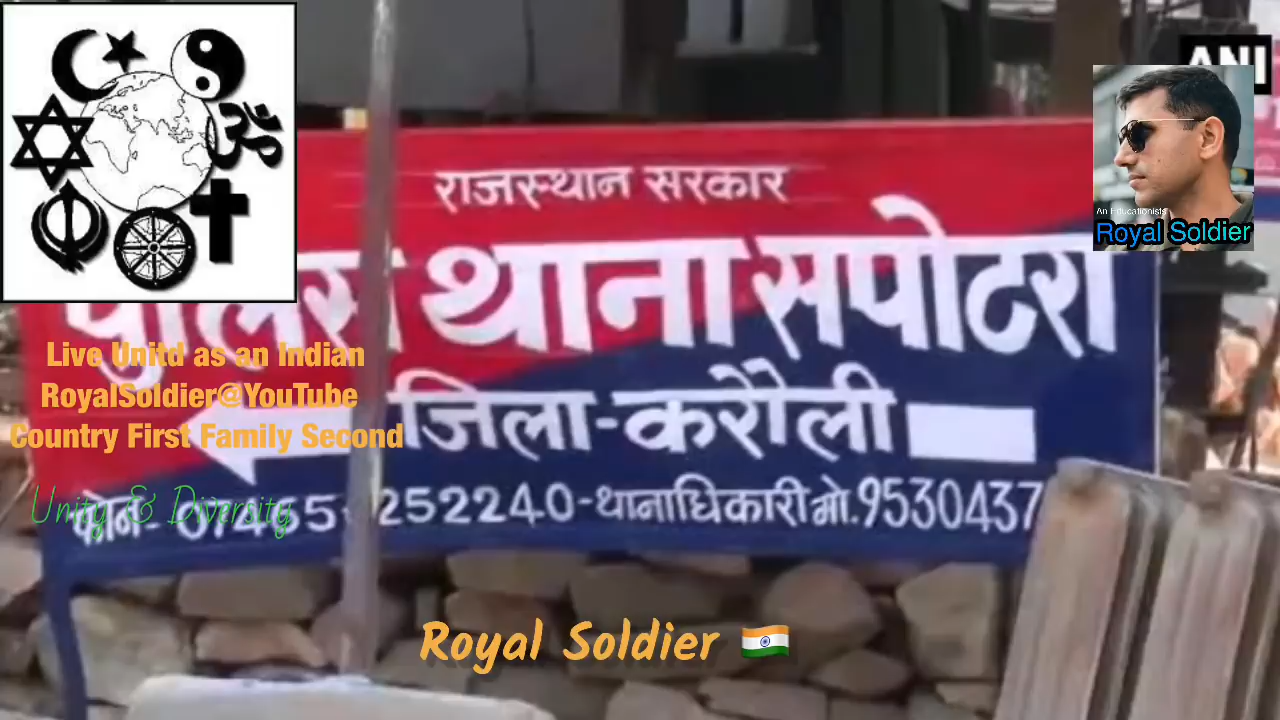 ANI
An Educationists
Royal Soldier
राजस्थान सरकार
पुलिस थाना सपोटरा
जिला-करौली
फोन- 07465-252240-थानाधिकारी मो.9530437
Live Unitd as an Indian
RoyalSoldier@YouTube
Country First Family Second
Unity & Diversity
Royal Soldier 🇮🇳